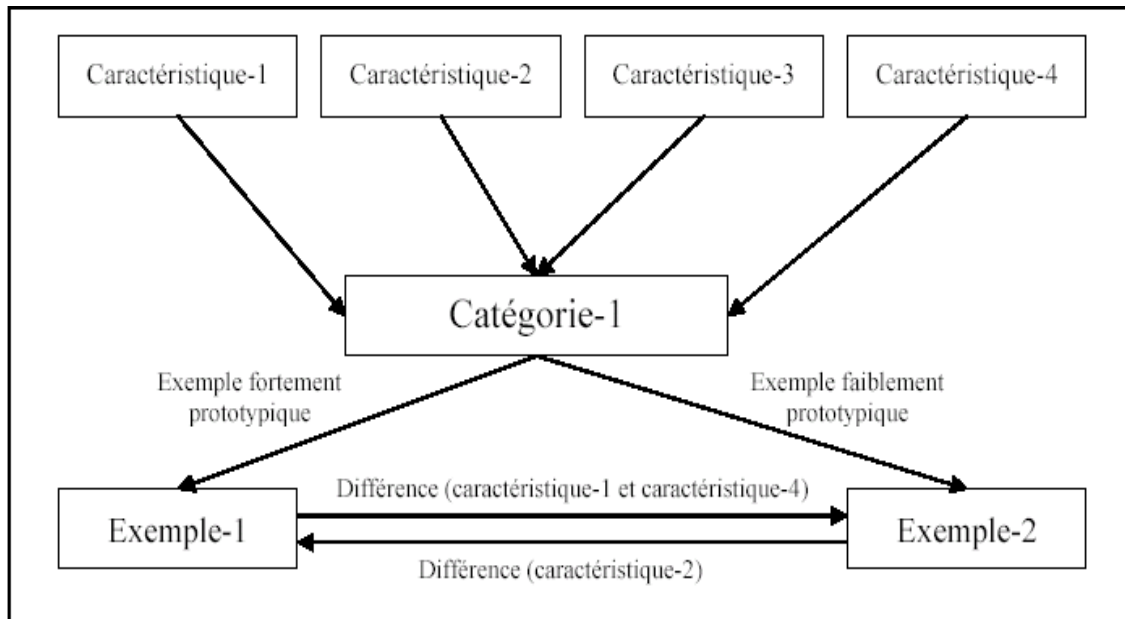 Caractéristique-1
Caractéristique-2
Caractéristique-3
Caractéristique-4
Catégorie-1
Exemple fortement
prototypique
Exemple faiblement
prototypique
Différence (caractéristique-1 et caractéristique-4)
Exemple-1
Exemple-2
Différence (caractéristique-2)